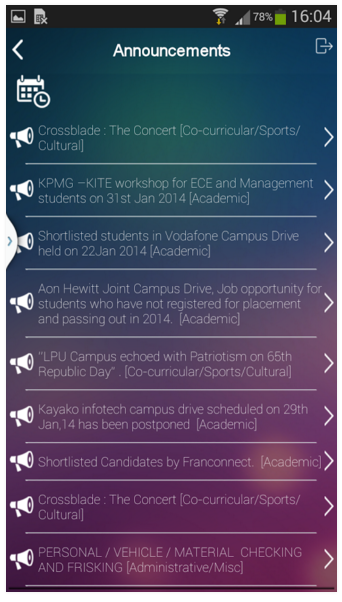 78% 16:04
Announcements
Crossblade : The Concert [Co-curricular/Sports/
Cultural]
KPMG –KITE workshop for ECE and Management
students on 31st Jan 2014 [Academic]
Shortlisted students in Vodafone Campus Drive
held on 22Jan 2014 [Academic]
Aon Hewitt Joint Campus Drive, Job opportunity for
students who have not registered for placement
and passing out in 2014.  [Academic]
"LPU Campus echoed with Patriotism on 65th
Republic Day" . [Co-curricular/Sports/Cultural]
Kayako infotech campus drive scheduled on 29th
Jan,14 has been postponed  [Academic]
Shortlisted Candidates by Franconnect.  [Academic]
Crossblade : The Concert [Co-curricular/Sports/
Cultural]
PERSONAL / VEHICLE / MATERIAL  CHECKING
AND FRISKING [Administrative/Misc]